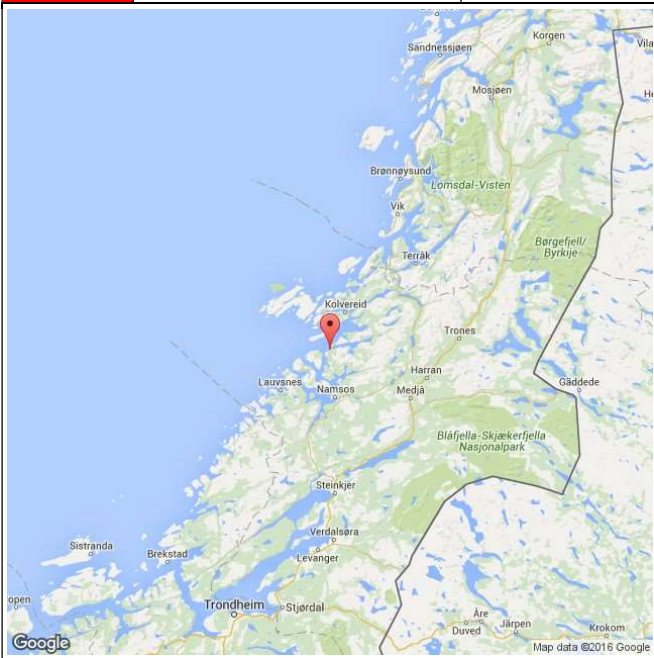 Sandnessjøen
Korgen
Mosjøen
Brønnøysund
Lomsdal-Visten
Vik
Børgefjell/
Byrkije
Terråk
Kolvereid
Trones
Harran
Gäddede
Lauvsnes
Namsos
Medjå
Blåfjella-Skjækerfjella
Nasjonalpark
Steinkjer
Verdalsøra
Sistranda
Brekstad
Levanger
Trondheim
Stjørdal
Åre
Duved
Järpen
Krokom
Google
Map data ©2016 Google